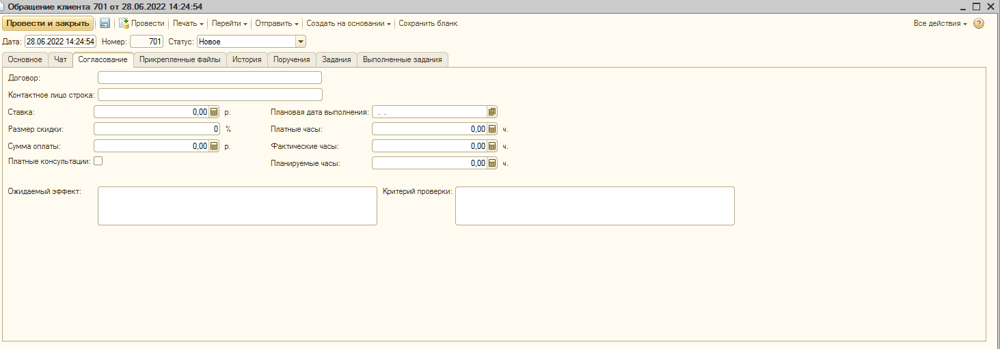 Обращение клиента 701 от 28.06.2022 14:24:54
Провести и закрыть Провести Печать Перейти Отправить Создать на основании Сохранить бланк Все действия ?
Дата: 28.06.2022 14:24:54 Номер: 701 Статус: Новое
Основное Чат Согласование Прикрепленные файлы История Поручения Задания Выполненные задания
Договор:
Контактное лицо строка:
Ставка: 0,00 р. Плановая дата выполнения: . .
Размер скидки: 0 % Платные часы: 0,00 ч.
Сумма оплаты: 0,00 р. Фактические часы: 0,00 ч.
Платные консультации: Планируемые часы: 0,00 ч.
Ожидаемый эффект: Критерий проверки: